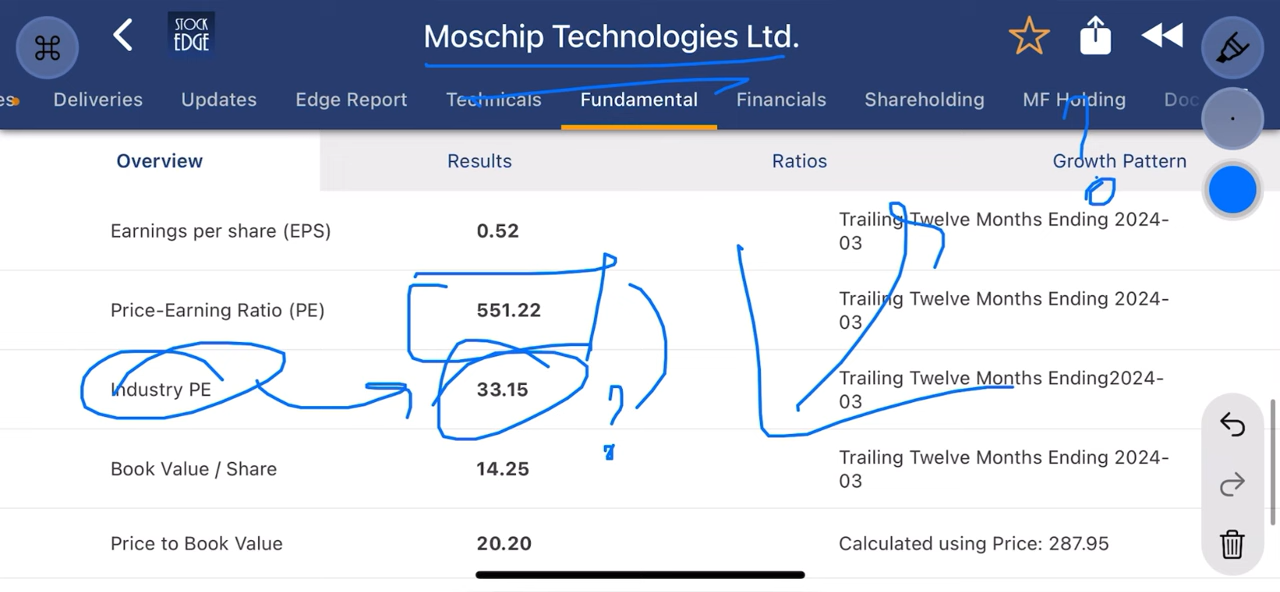 STOCK
EDGE
Moschip Technologies Ltd.
Deliveries Updates Edge Report Technicals Fundamental Financials Shareholding MF Holding
Overview Results Ratios Growth Pattern
Earnings per share (EPS) 0.52 Trailing Twelve Months Ending 2024-
03
Price-Earning Ratio (PE) 551.22 Trailing Twelve Months Ending 2024-
03
Industry PE 33.15 Trailing Twelve Months Ending2024-
03
Book Value / Share 14.25 Trailing Twelve Months Ending 2024-
03
Price to Book Value 20.20 Calculated using Price: 287.95